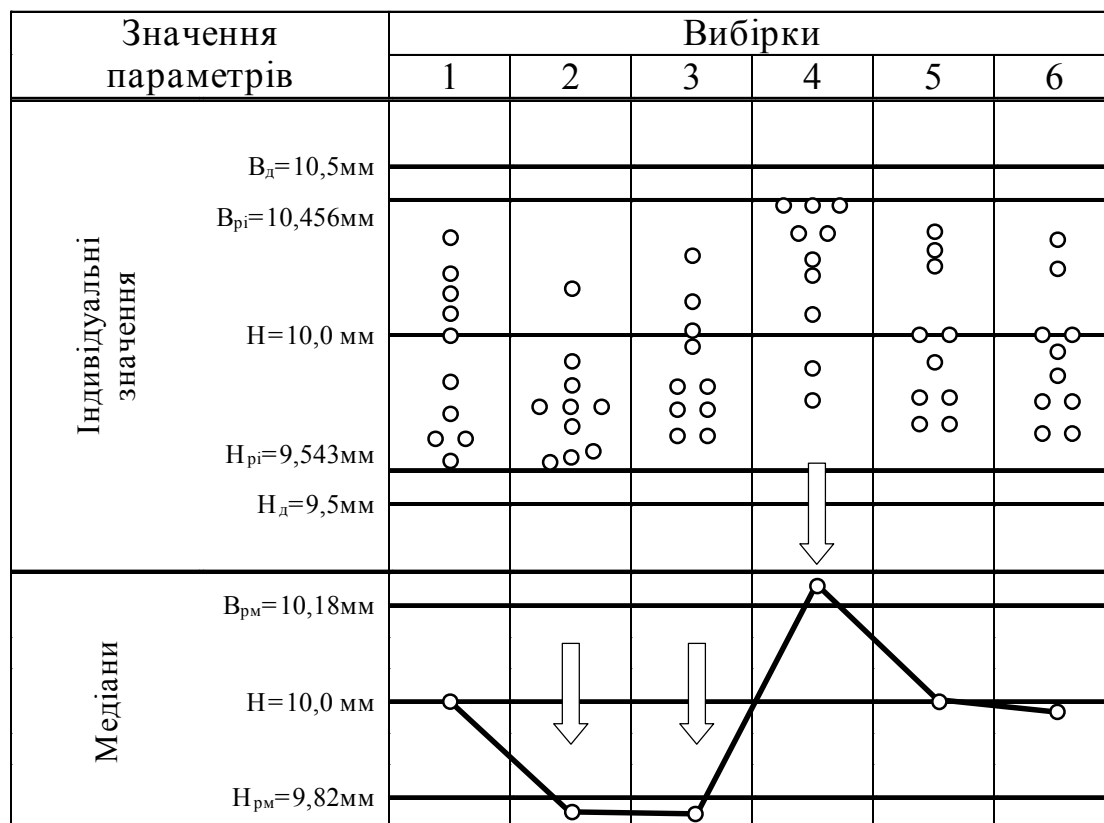 Значення
параметрів
Вибірки
1 2 3 4 5 6
Індивідуальні
значення
Вд=10,5мм
Врі=10,456мм
Н=10,0 мм
Нрі=9,543мм
Нд=9,5мм
Медіани
Врм=10,18мм
Н=10,0 мм
Нрм=9,82мм